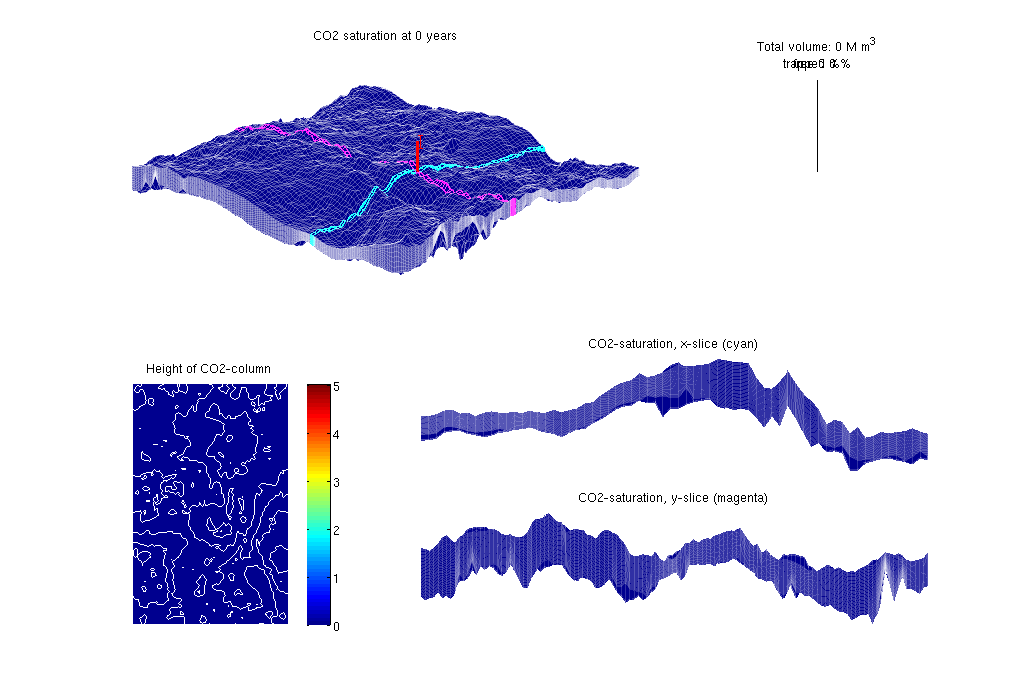 CO2 saturation at 0 years
Total volume: 0 M m3
Height of CO2-column
5
4
3
2
1
0
CO2-saturation, x-slice (cyan)
CO2-saturation, y-slice (magenta)